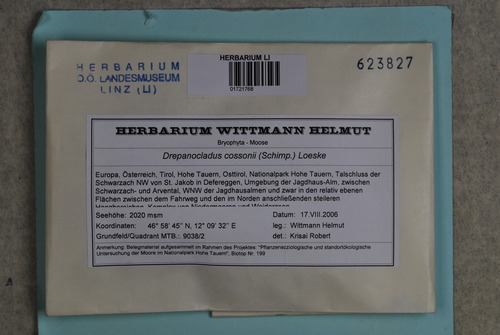 HERBARIUM
O.Ö. LANDESMUSEUM
LINZ (LI)
HERBARIUM LI
01721768
623827
HERBARIUM WITTMANN HELMUT
Bryophyta - Moose
Drepanocladus cossonii (Schimp.) Loeske
Europa, Österreich, Tirol, Hohe Tauern, Osttirol, Nationalpark Hohe Tauern, Talschluss der
Schwarzach NW von St. Jakob in Defereggen, Umgebung der Jagdhaus-Alm, zwischen
Schwarzach- und Arvental, WNW der Jagdhausalmen und zwar in den relativ ebenen
Flächen zwischen dem Fahrweg und den im Norden anschließenden steileren
Seehöhe: 2020 msm Datum: 17.VIII.2006
Koordinaten: 46° 58' 45" N, 12° 09' 32" E leg.: Wittmann Helmut
Grundfeld/Quadrant MTB.: 9038/2 det.: Krisai Robert
Anmerkung: Belegmaterial aufgesammelt im Rahmen des Projektes: "Pflanzensoziologische und standortökologische
Untersuchung der Moore im Nationalpark Hohe Tauern", Biotop Nr. 199